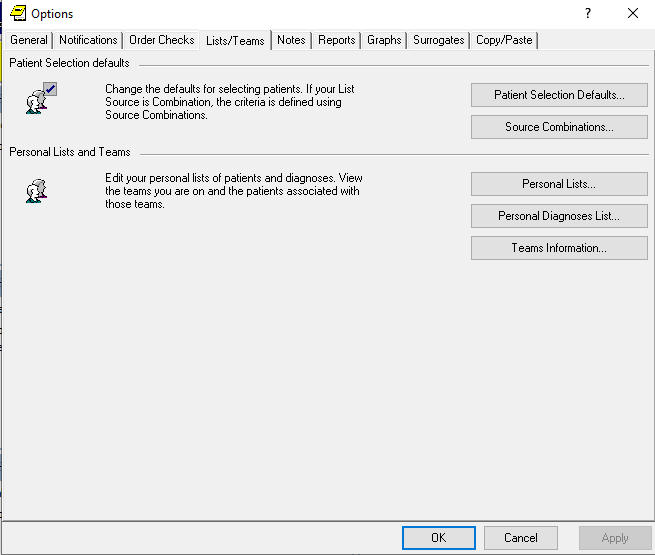 Options
?
General Notifications Order Checks Lists/Teams Notes Reports Graphs Surrogates Copy/Paste
Patient Selection defaults
Change the defaults for selecting patients. If your List
Source is Combination, the criteria is defined using
Source Combinations.
Patient Selection Defaults...
Source Combinations...
Personal Lists and Teams
Edit your personal lists of patients and diagnoses. View
the teams you are on and the patients associated with
those teams.
Personal Lists...
Personal Diagnoses List...
Teams Information...
OK Cancel Apply